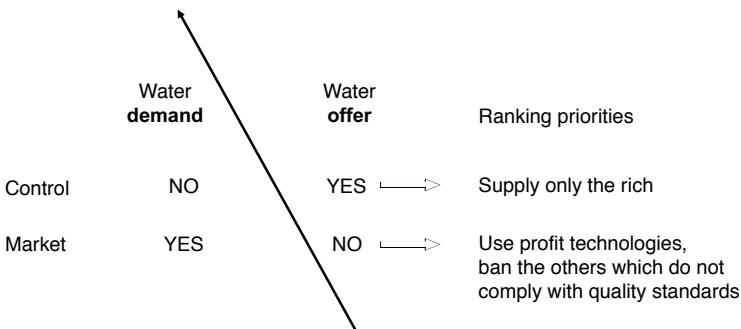 Water
demand
Water
offer
Ranking priorities
Control NO YES Supply only the rich
Market YES NO Use profit technologies,
ban the others which do not
comply with quality standards